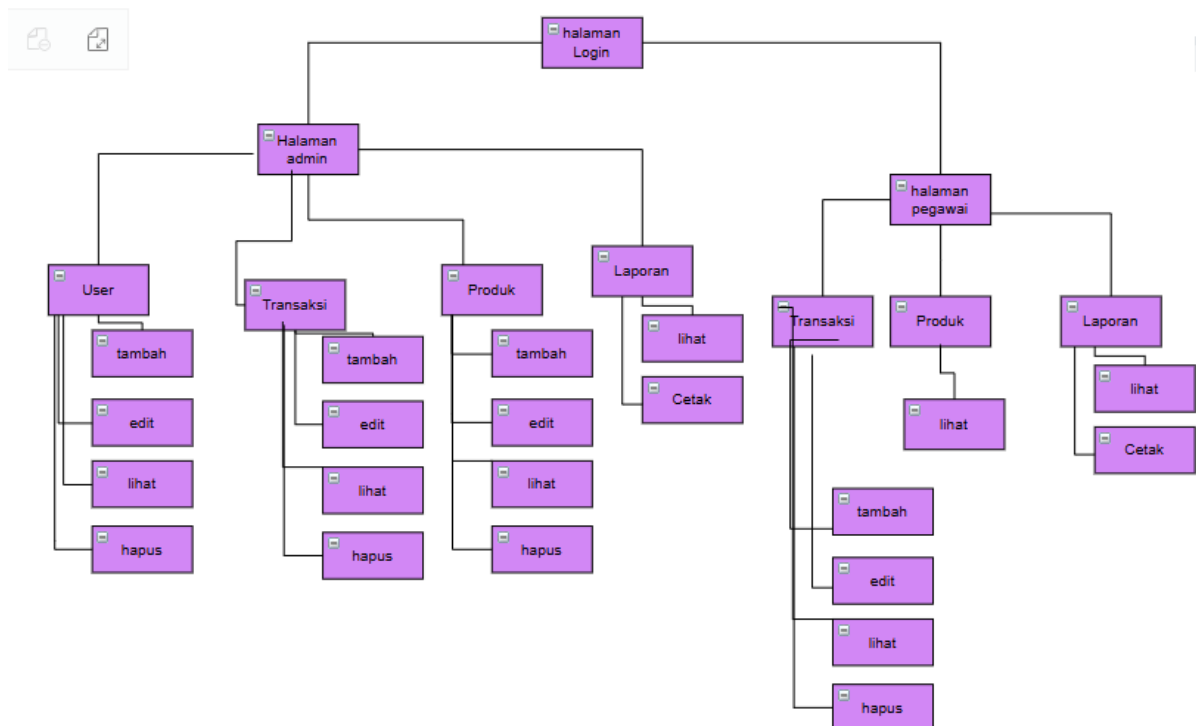 halaman
Login
Halaman
admin
halaman
pegawai
User
Transaksi
Produk
Laporan
Transaksi
Produk
Laporan
tambah
edit
lihat
hapus
tambah
edit
lihat
hapus
tambah
edit
lihat
hapus
lihat
Cetak
tambah
edit
lihat
hapus
lihat
lihat
Cetak